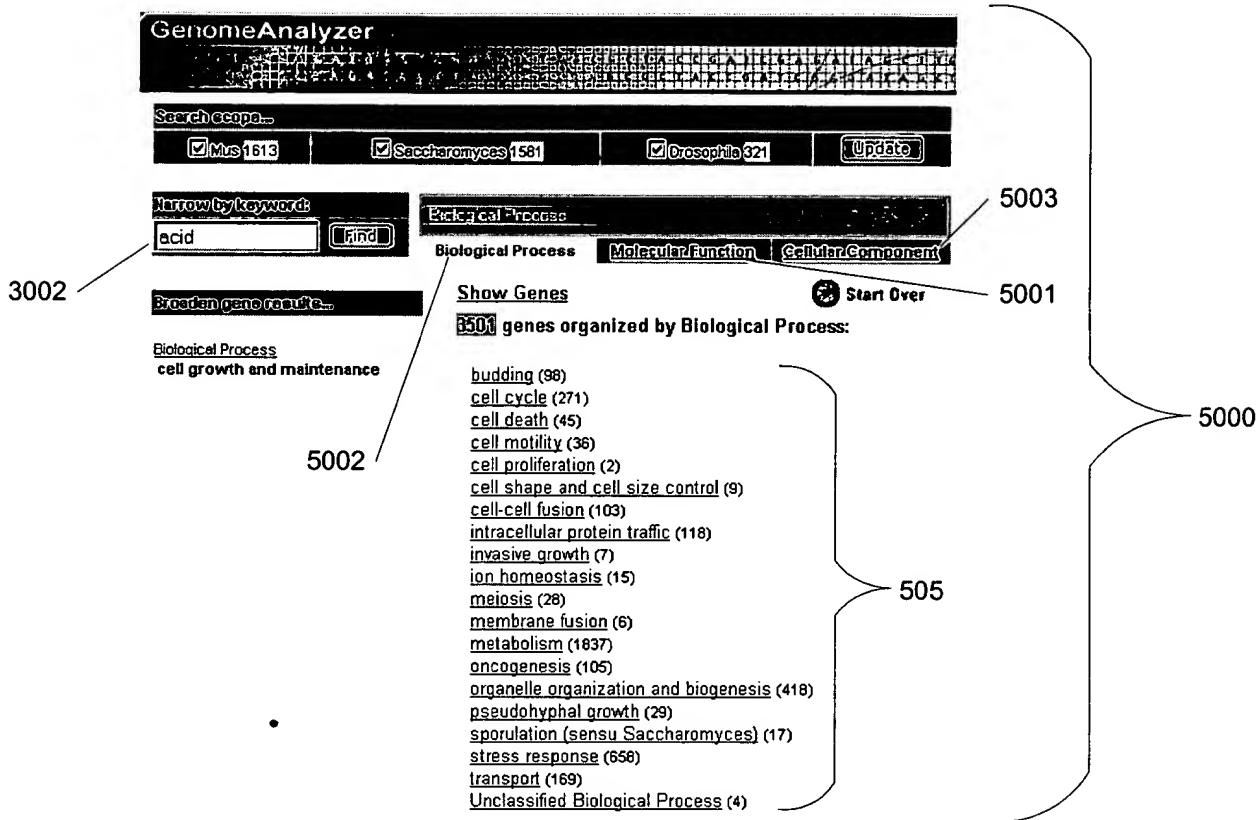 GenomeAnalyzer
Search scope...
Mus 1613 Saccharomyces 1581 Drosophila 321 Update
Narrow by keyword:
acid Find
Biological Process
Biological Process Molecular Function Cellular Component
5003
3002
5001
Broaden gene results...
Show Genes Start Over
3501 genes organized by Biological Process:
Biological Process
cell growth and maintenance
5002
budding (98)
cell cycle (271)
cell death (45)
cell motility (36)
cell proliferation (2)
cell shape and cell size control (9)
cell-cell fusion (103)
intracellular protein traffic (118)
invasive growth (7)
ion homeostasis (15)
meiosis (28)
membrane fusion (6)
metabolism (1837)
oncogenesis (105)
organelle organization and biogenesis (418)
pseudohyphal growth (29)
sporulation (sensu Saccharomyces) (17)
stress response (658)
transport (169)
Unclassified Biological Process (4)
505
5000